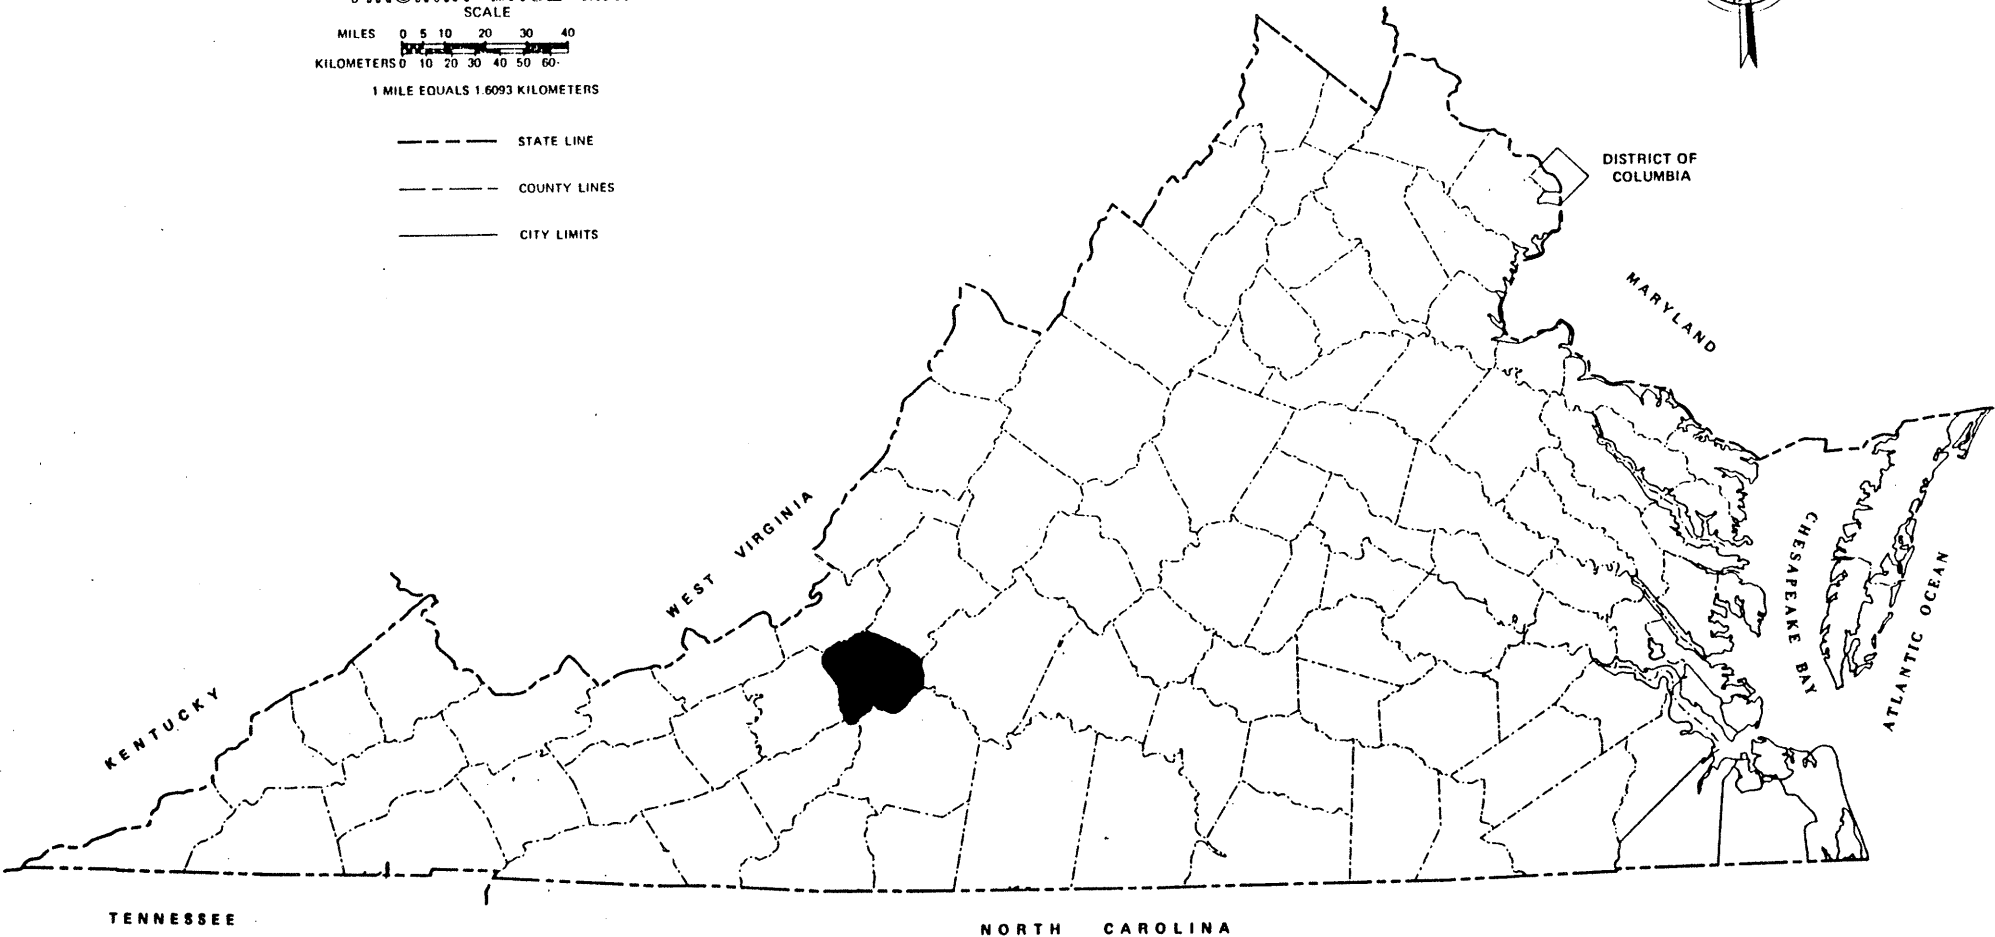 SCALE
MILES 0 5 10 20 30 40
KILOMETERS 0 10 20 30 40 50 60
1 MILE EQUALS 1.6093 KILOMETERS
STATE LINE
COUNTY LINES
CITY LIMITS
DISTRICT OF
COLUMBIA
MARYLAND
WEST VIRGINIA
CHESAPEAKE BAY
ATLANTIC OCEAN
KENTUCKY
TENNESSEE
NORTH CAROLINA